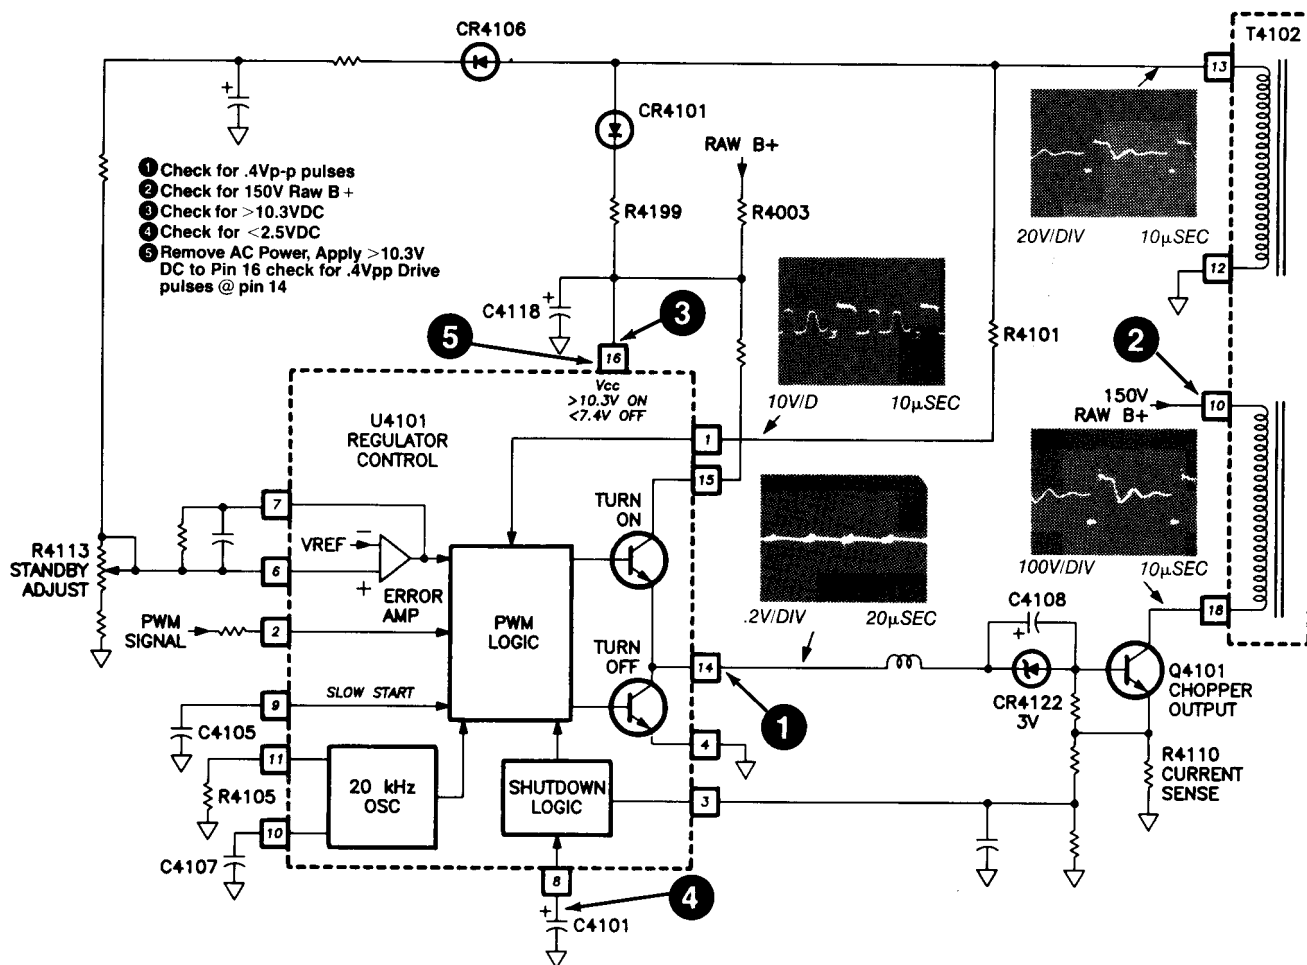 CR4106
T4102
13
CR4101
RAW B+
❶ Check for .4Vp-p pulses
❷ Check for 150V Raw B+
❸ Check for >10.3VDC
❹ Check for <2.5VDC
❺ Remove AC Power, Apply >10.3V
DC to Pin 16 check for .4Vpp Drive
pulses @ pin 14
R4199
R4003
20V/DIV 10µSEC
12
C4118
+
5
3
16
R4101
2
Vcc
>10.3V ON
<7.4V OFF
10V/D 10µSEC
150V
RAW B+
10
U4101
REGULATOR
CONTROL
1
15
7
TURN
ON
VREF
R4113
STANDBY
ADJUST
6
ERROR
AMP
PWM
LOGIC
100V/DIV 10µSEC
.2V/DIV 20µSEC
C4108
18
PWM
SIGNAL
2
TURN
OFF
14
Q4101
CHOPPER
OUTPUT
CR4122
3V
9
SLOW START
1
C4105
4
11
R4105
20 kHz
OSC
SHUTDOWN
LOGIC
3
R4110
CURRENT
SENSE
10
C4107
8
4
+
C4101